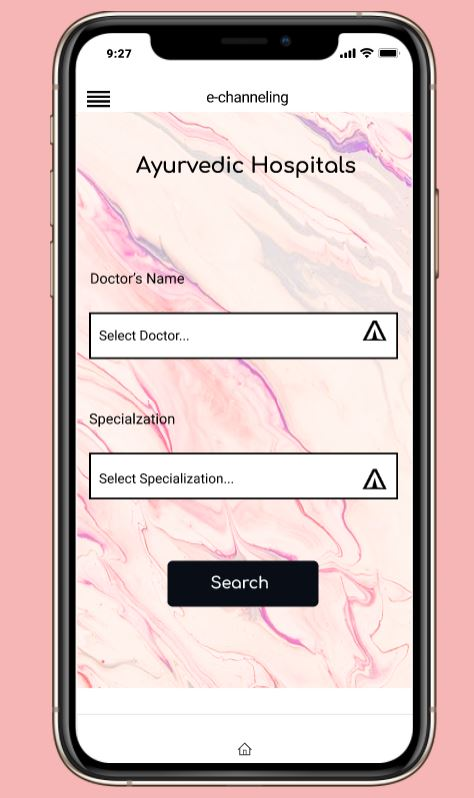 9:27
e-channeling
Ayurvedic Hospitals
Doctor's Name
Select Doctor...
Specialzation
Select Specialization...
Search